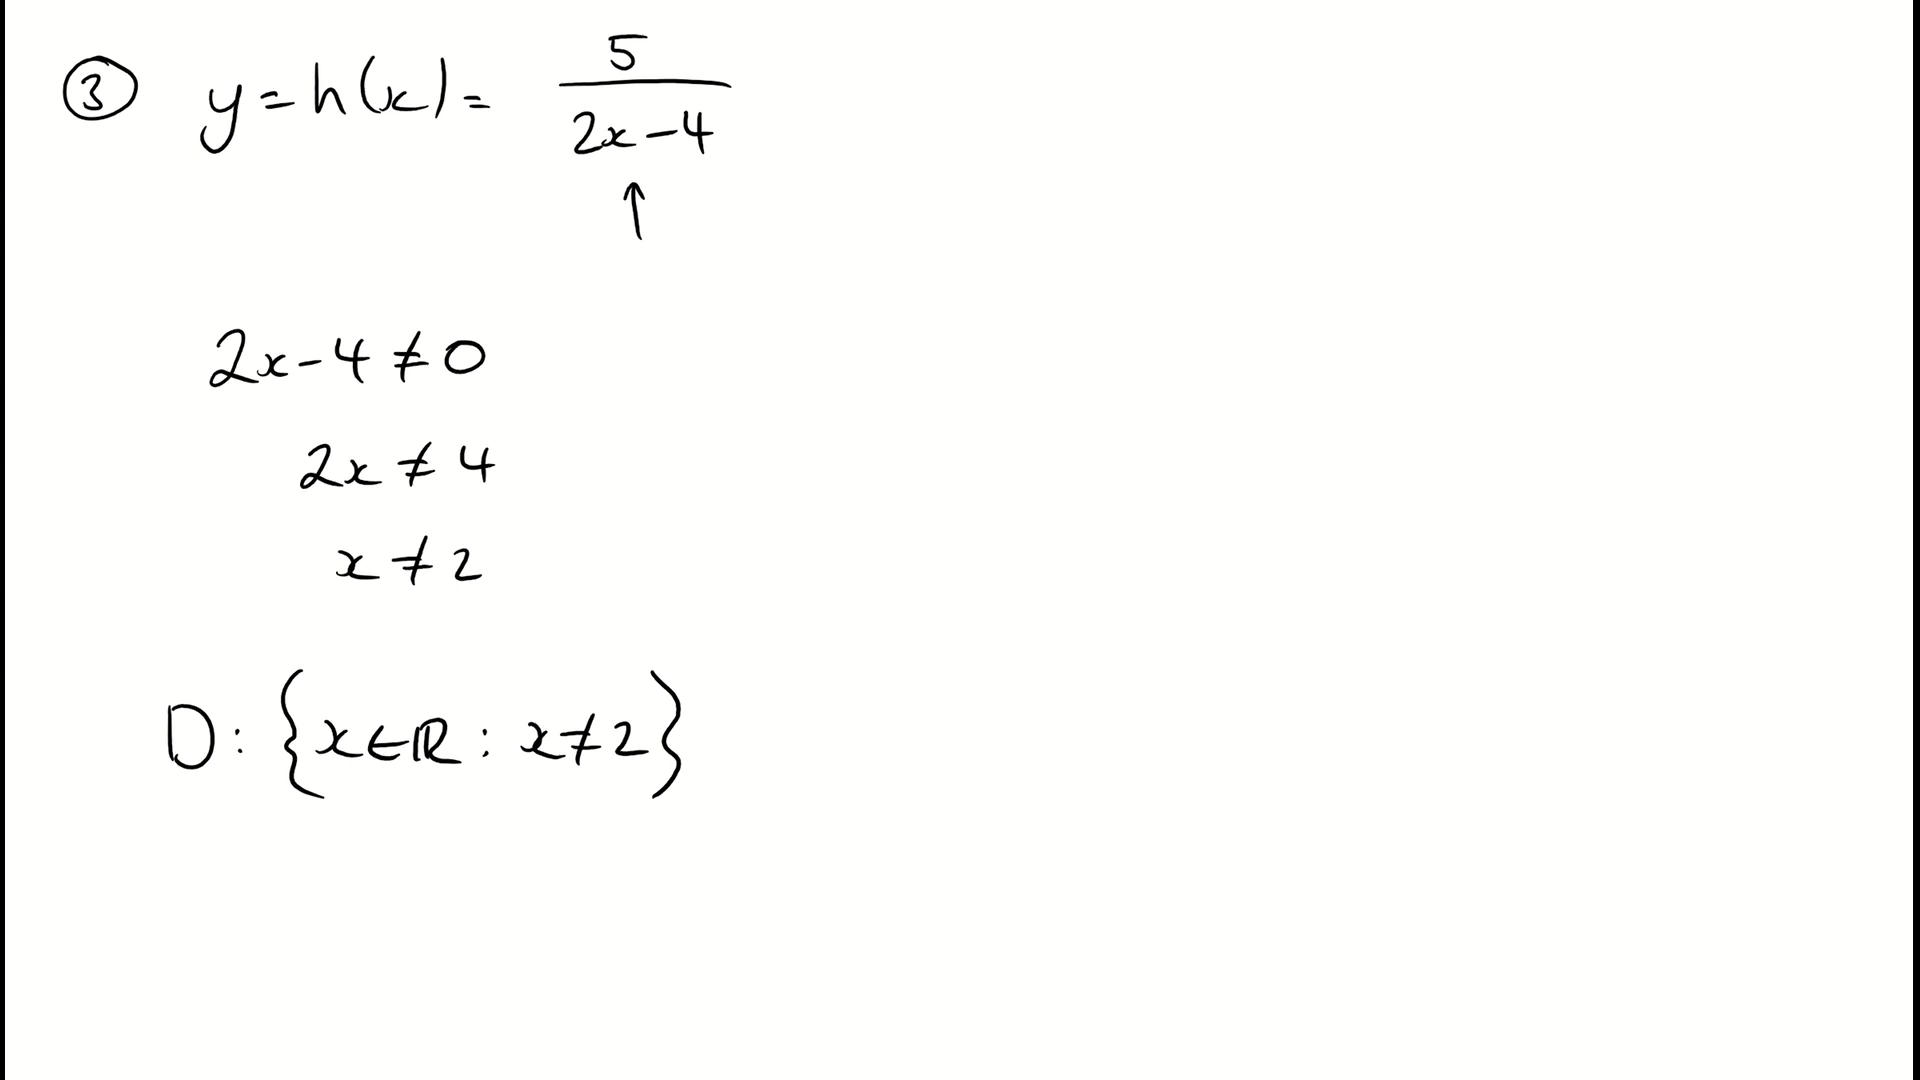 ③ y = h(x) = 5/(2x - 4)
↑
2x - 4 ≠ 0
2x ≠ 4
x ≠ 2
D: {x ∈ ℝ : x ≠ 2}